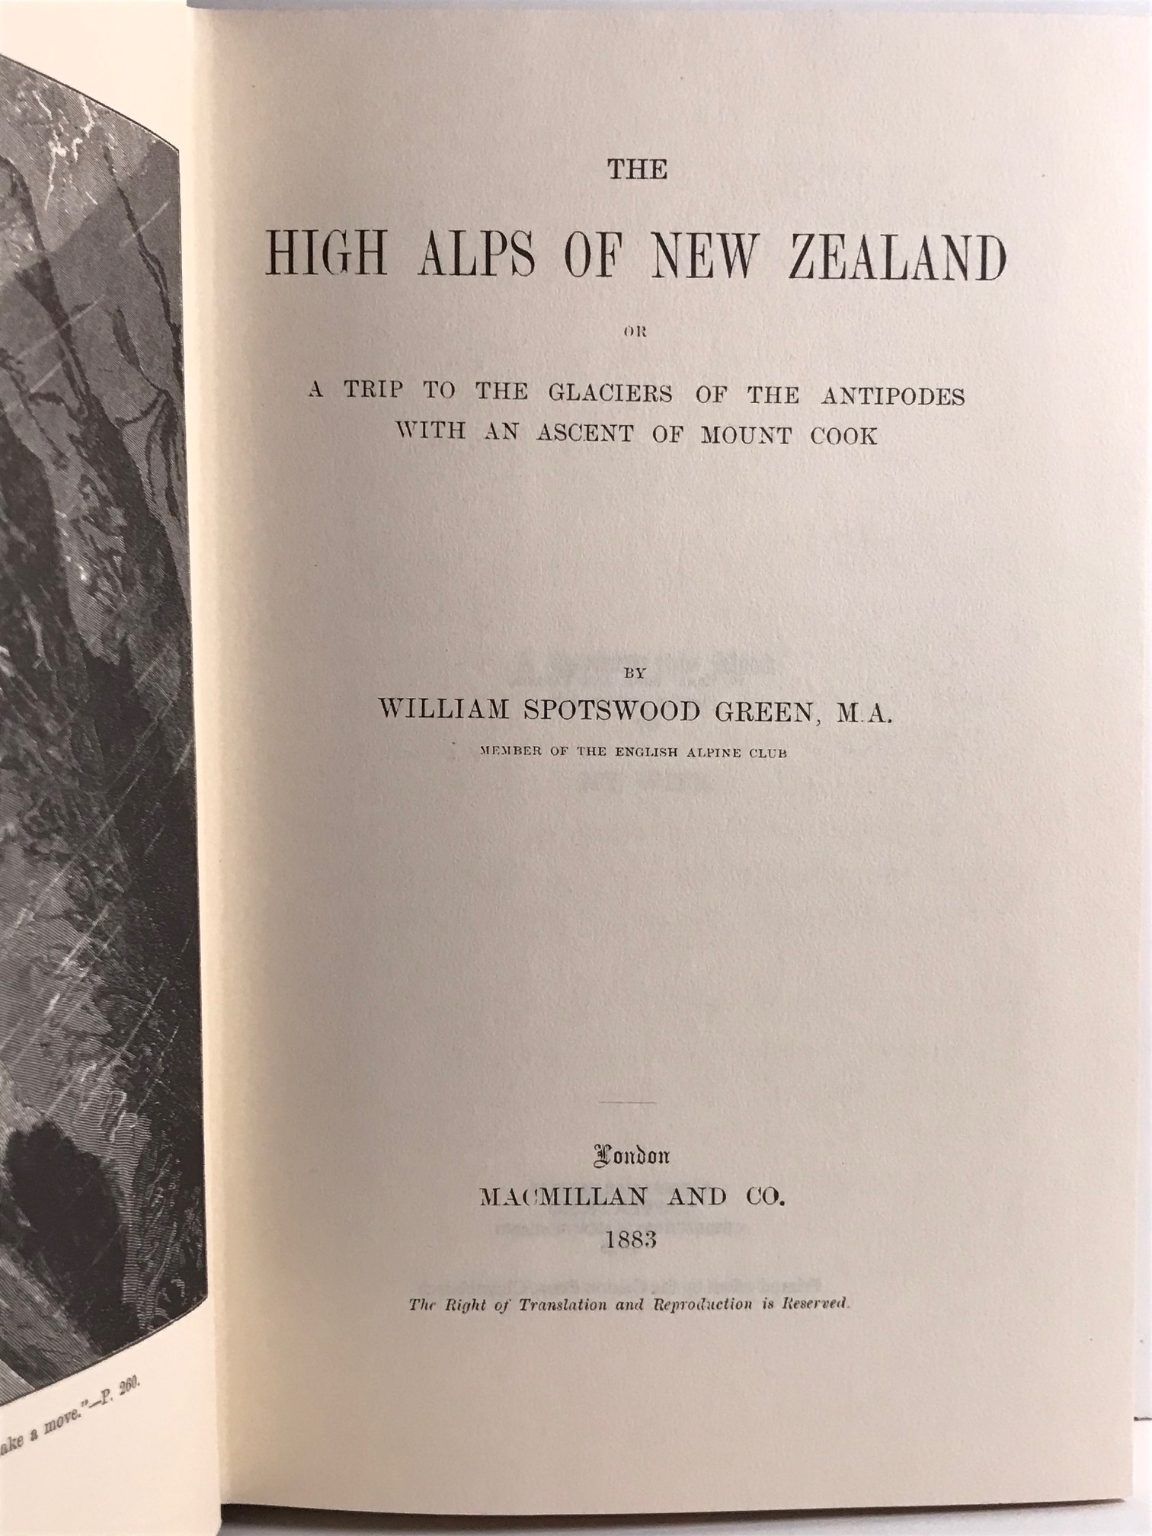 THE
HIGH ALPS OF NEW ZEALAND
OR
A TRIP TO THE GLACIERS OF THE ANTIPODES
WITH AN ASCENT OF MOUNT COOK
BY
WILLIAM SPOTSWOOD GREEN, M.A.
MEMBER OF THE ENGLISH ALPINE CLUB
London
MACMILLAN AND CO.
1883
The Right of Translation and Reproduction is Reserved.
ake a move."—P. 260.